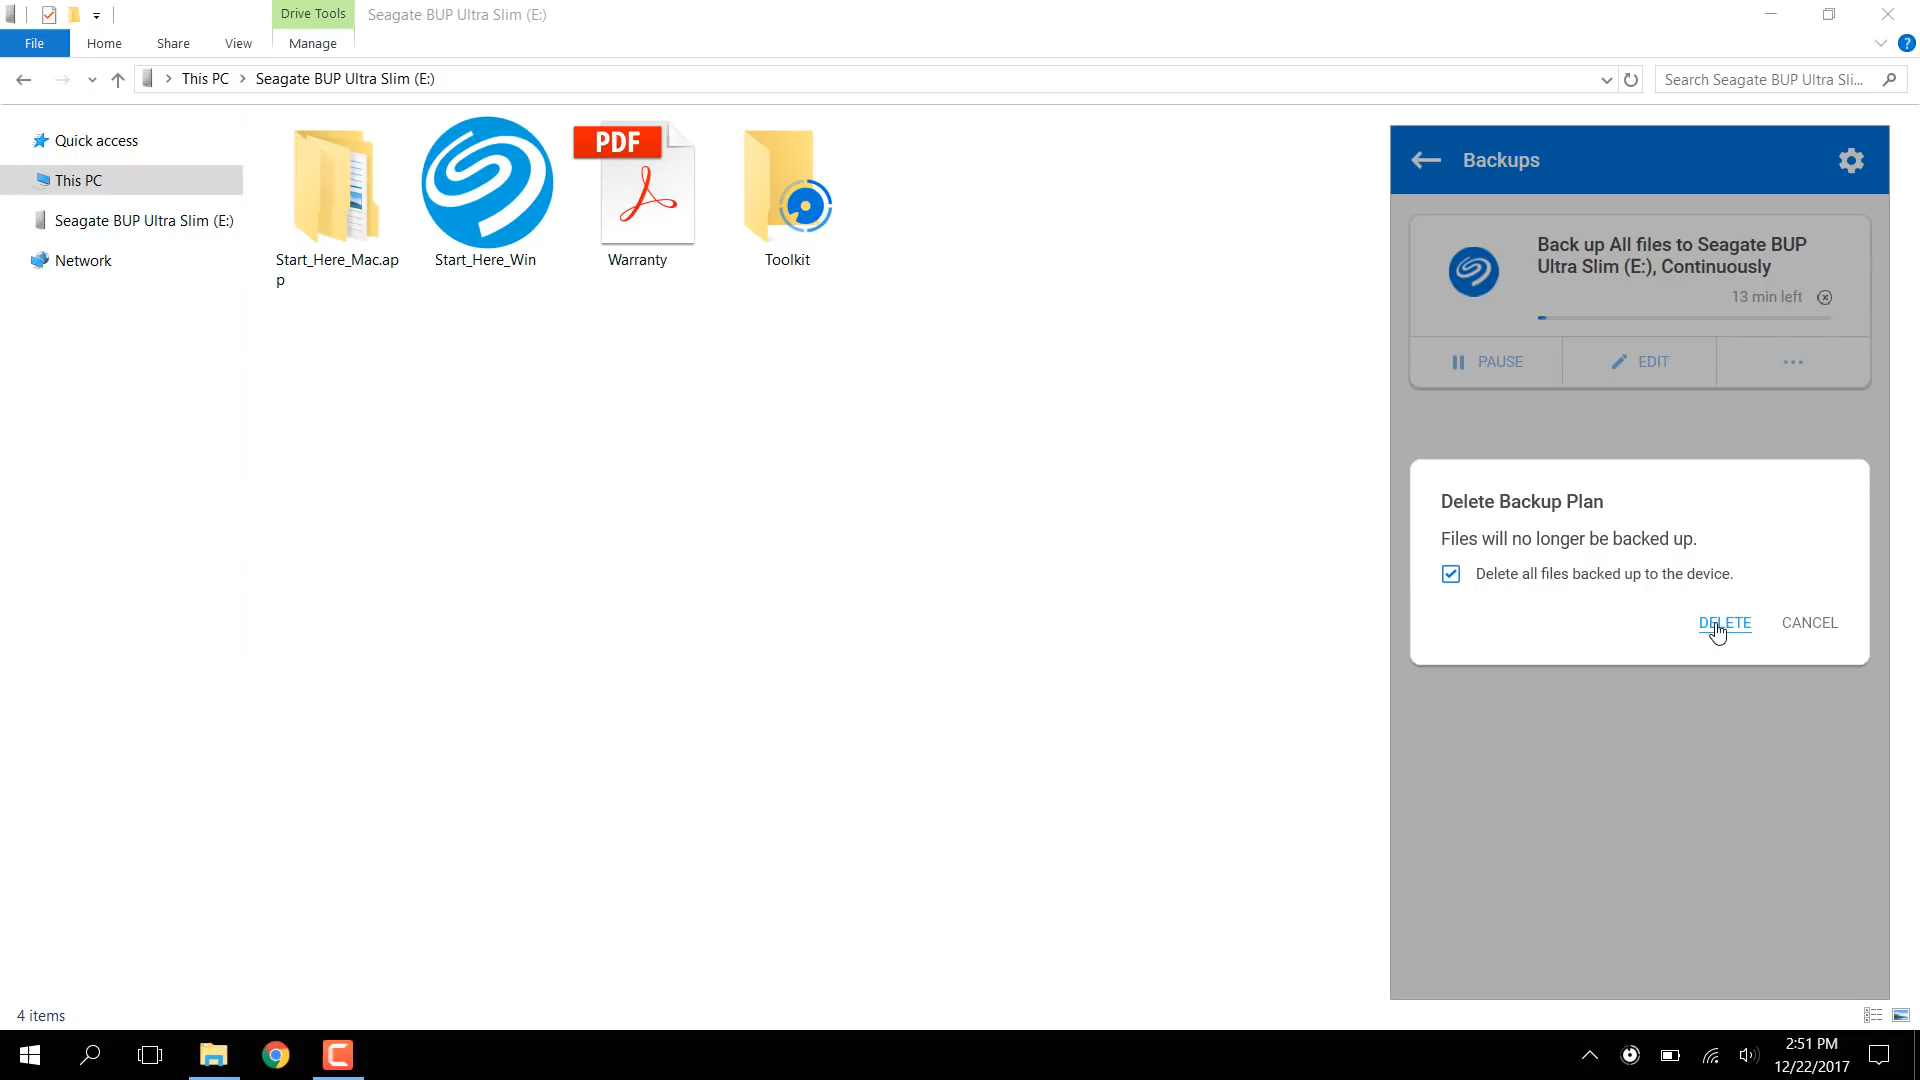 Drive Tools
Seagate BUP Ultra Slim (E:)
File
Home
Share
View
Manage
?
This PC
Seagate BUP Ultra Slim (E:)
Search Seagate BUP Ultra Sli...
Quick access
This PC
Seagate BUP Ultra Slim (E:)
Network
Start_Here_Mac.ap
p
Start_Here_Win
PDF
Warranty
Toolkit
Backups
Back up All files to Seagate BUP
Ultra Slim (E:), Continuously
13 min left
PAUSE
EDIT
Delete Backup Plan
Files will no longer be backed up.
Delete all files backed up to the device.
DELETE
CANCEL
4 items
2:51 PM
12/22/2017